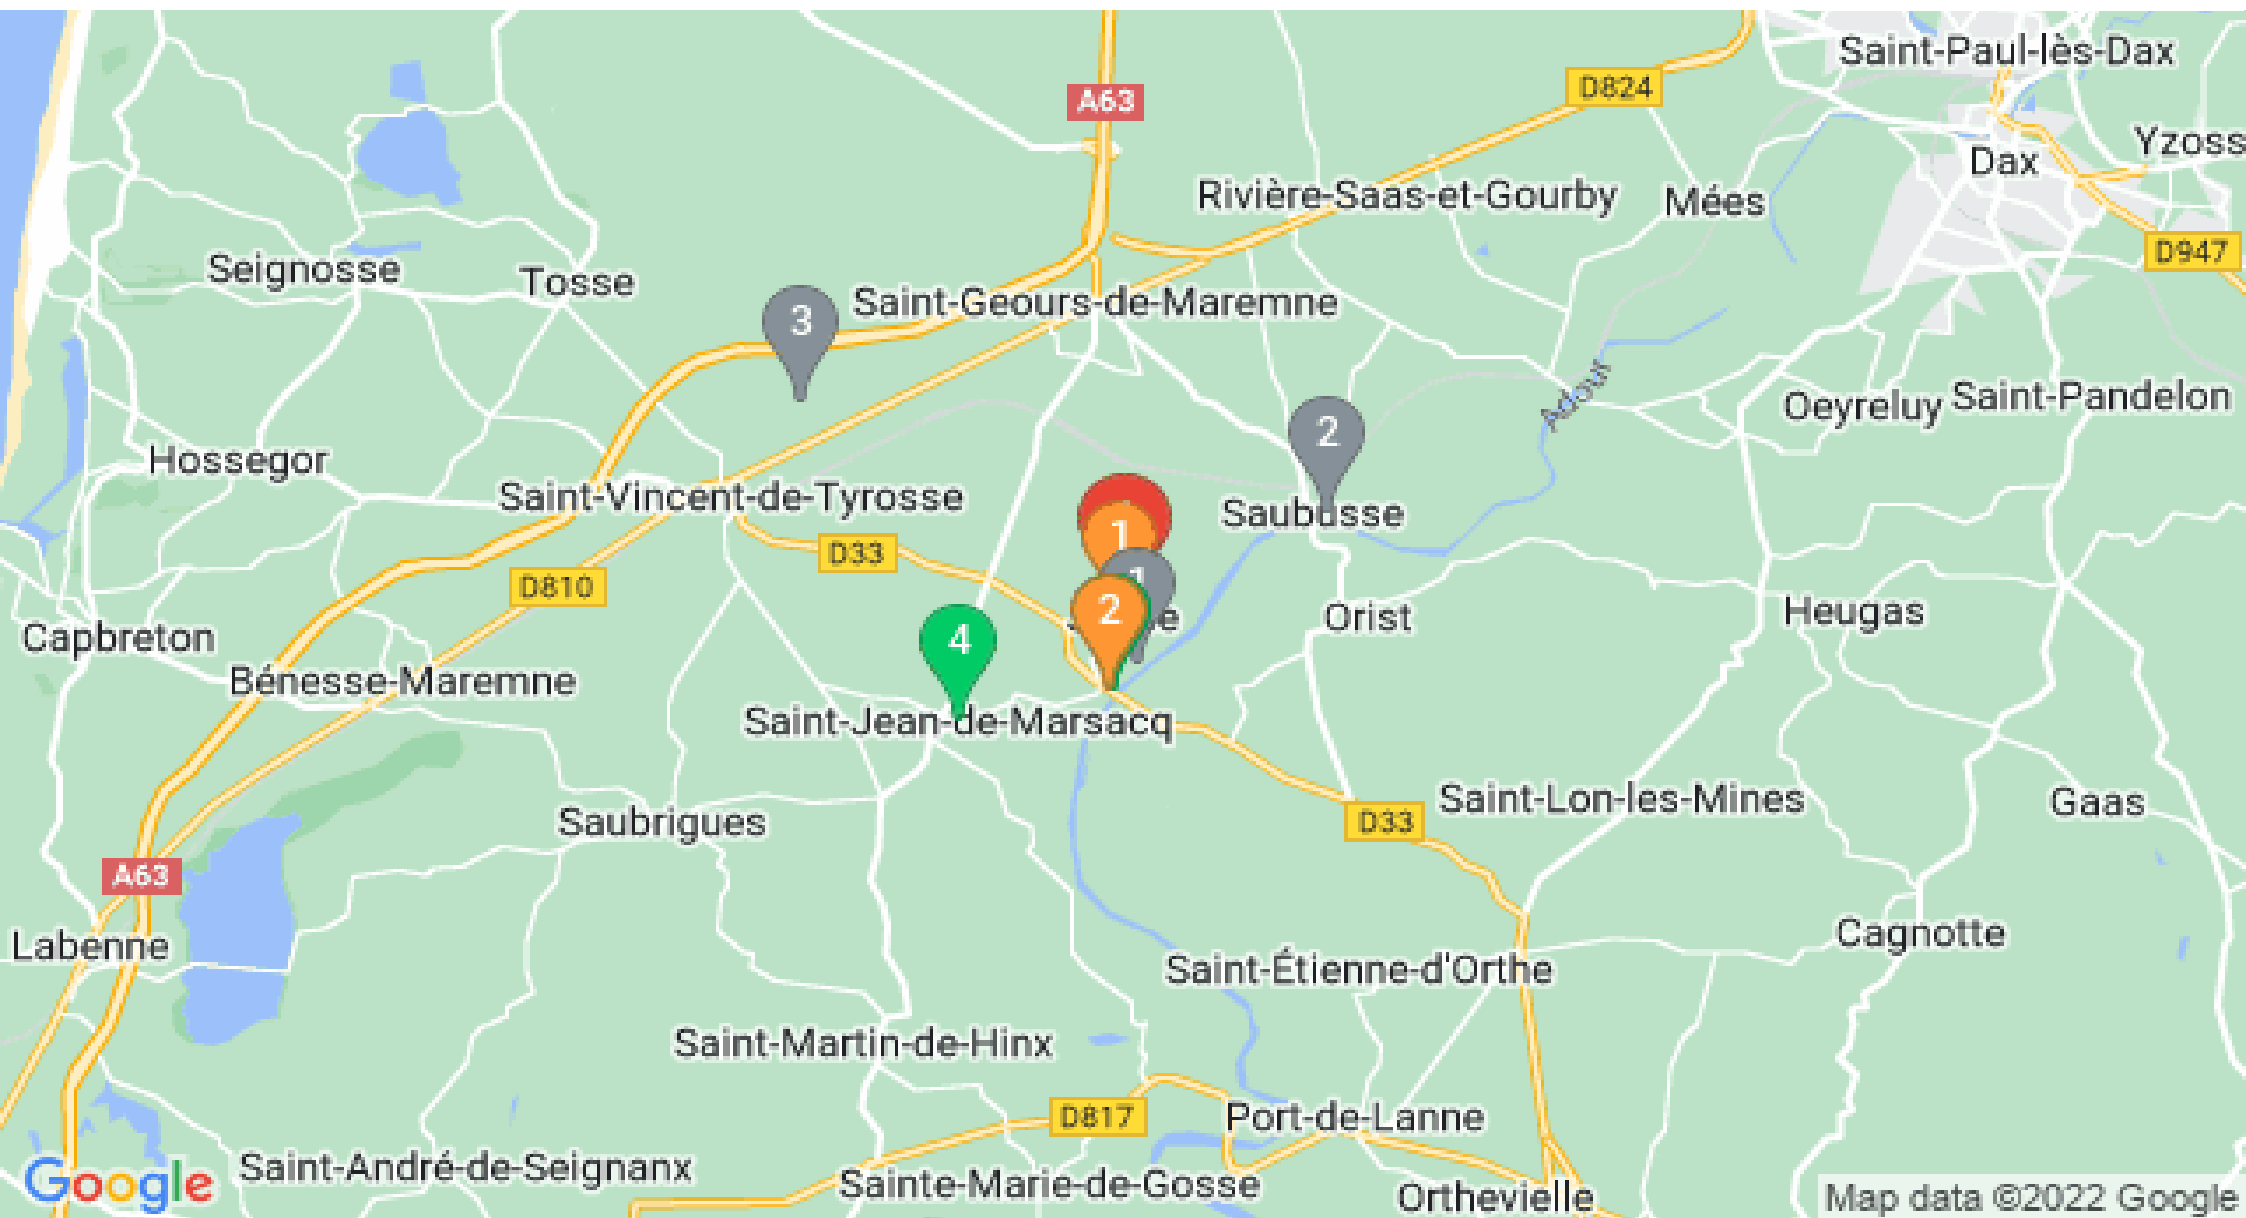 Saint-Paul-lès-Dax
D824
A63
Yzoss
Dax
Rivière-Saas-et-Gourby
Mées
D947
Seignosse
Tosse
Saint-Geours-de-Maremne
3
Adour
Oeyreluy
Saint-Pandelon
2
Hossegor
Saint-Vincent-de-Tyrosse
Saubusse
1
D33
D810
1
2
Orist
Heugas
Capbreton
4
Bénesse-Maremne
Saint-Jean-de-Marsacq
Saint-Lon-les-Mines
Gaas
Saubrigues
D33
A63
Labenne
Cagnotte
Saint-Étienne-d'Orthe
Saint-Martin-de-Hinx
D817
Port-de-Lanne
Google
Saint-André-de-Seignanx
Sainte-Marie-de-Gosse
Orthevielle
Map data ©2022 Google